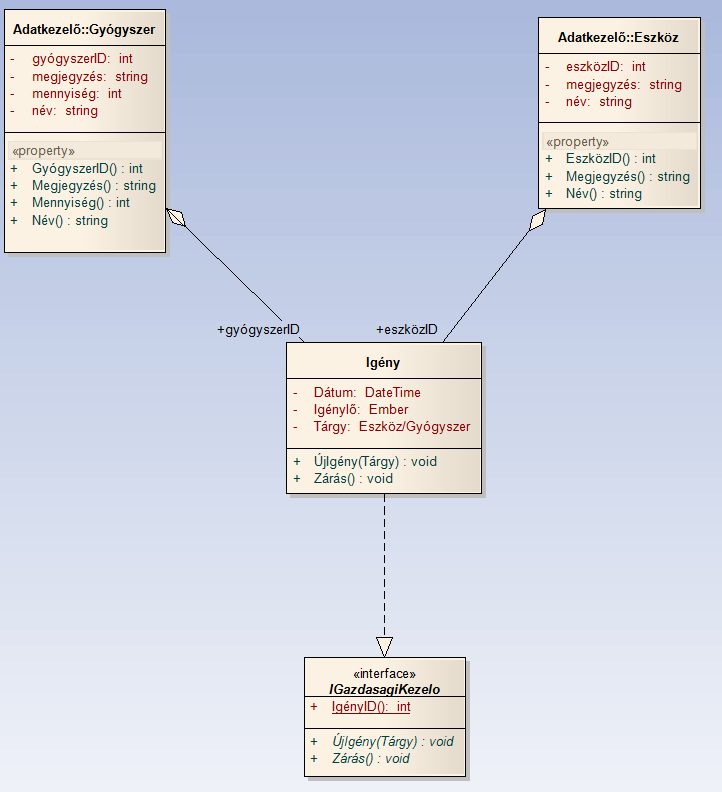 Adatkezelő::Gyógyszer
- gyógyszerID: int
- megjegyzés: string
- mennyiség: int
- név: string
«property»
+ GyógyszerID() : int
+ Megjegyzés() : string
+ Mennyiség() : int
+ Név() : string
Adatkezelő::Eszköz
- eszközID: int
- megjegyzés: string
- név: string
«property»
+ EszközID() : int
+ Megjegyzés() : string
+ Név() : string
+gyógyszerID
+eszközID
Igény
- Dátum: DateTime
- Igénylő: Ember
- Tárgy: Eszköz/Gyógyszer
+ ÚjIgény(Tárgy) : void
+ Zárás() : void
«interface»
IGazdasagiKezelo
+ IgényID(): int
+ ÚjIgény(Tárgy) : void
+ Zárás() : void